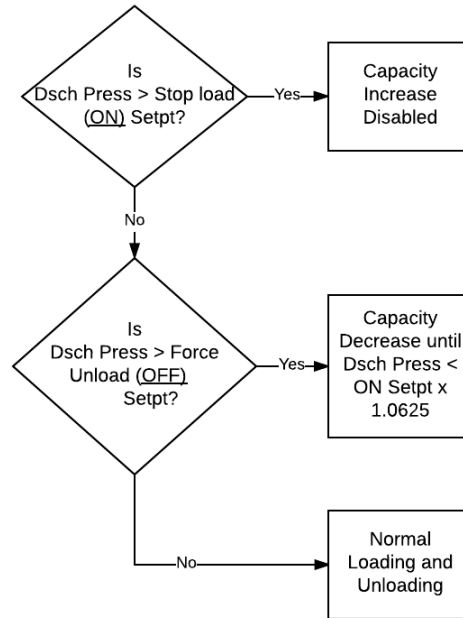 Is
Dsch Press > Stop load
(ON) Setpt?
Yes
Capacity
Increase
Disabled
No
Is
Dsch Press > Force
Unload (OFF)
Setpt?
Yes
Capacity
Decrease until
Dsch Press <
ON Setpt x
1.0625
No
Normal
Loading and
Unloading